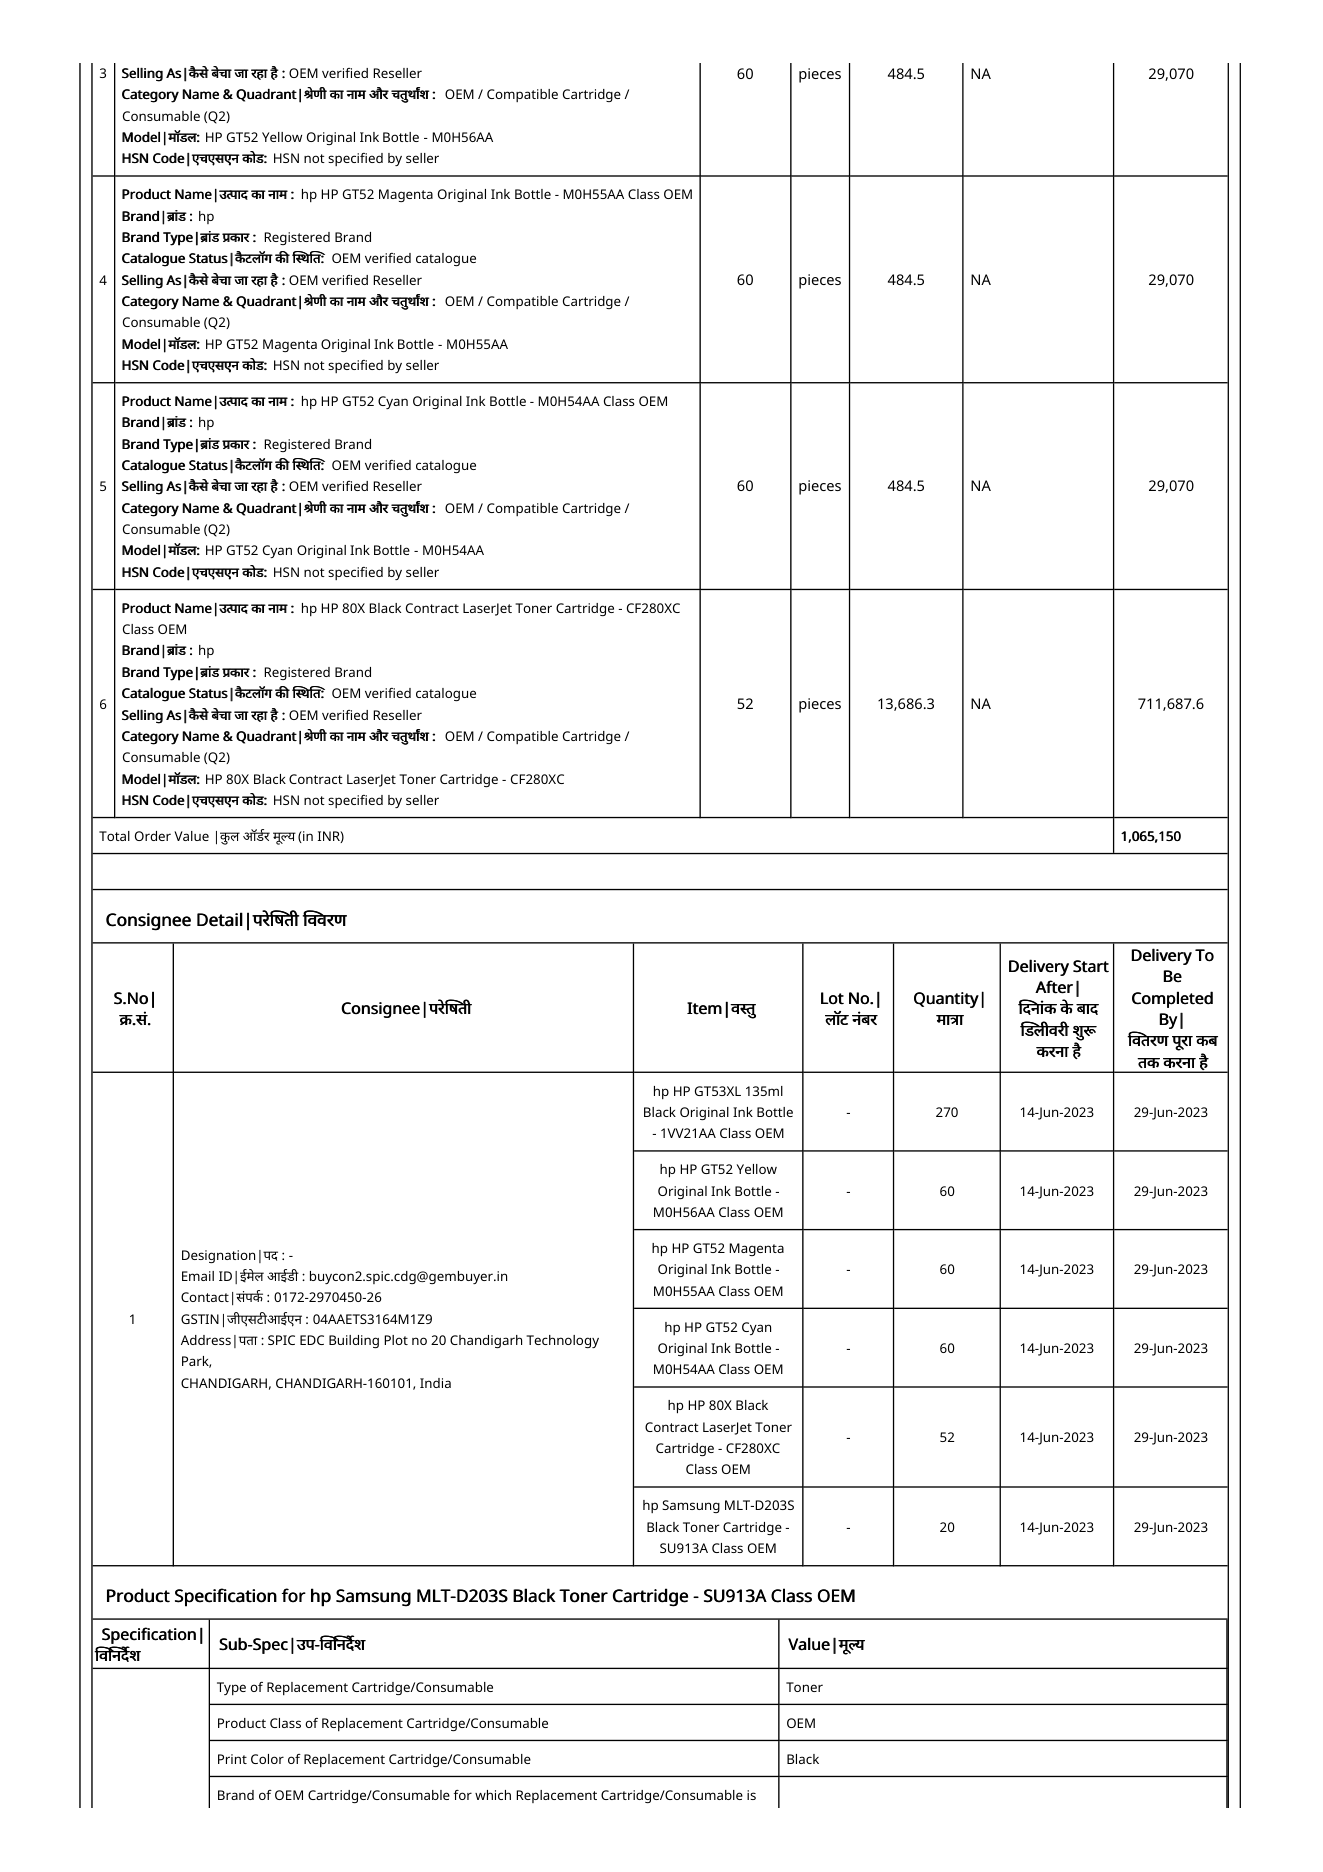 3 Selling As|कैसे बेचा जा रहा है : OEM verified Reseller 60 pieces 484.5 NA 29,070
Category Name & Quadrant|श्रेणी का नाम और चतुर्थांश : OEM / Compatible Cartridge /
Consumable (Q2)
Model|मॉडल: HP GT52 Yellow Original Ink Bottle - M0H56AA
HSN Code|एचएसएन कोड: HSN not specified by seller
Product Name|उत्पाद का नाम : hp HP GT52 Magenta Original Ink Bottle - M0H55AA Class OEM
Brand|ब्रांड : hp
Brand Type|ब्रांड प्रकार : Registered Brand
Catalogue Status|कैटलॉग की स्थिति: OEM verified catalogue
4 Selling As|कैसे बेचा जा रहा है : OEM verified Reseller 60 pieces 484.5 NA 29,070
Category Name & Quadrant|श्रेणी का नाम और चतुर्थांश : OEM / Compatible Cartridge /
Consumable (Q2)
Model|मॉडल: HP GT52 Magenta Original Ink Bottle - M0H55AA
HSN Code|एचएसएन कोड: HSN not specified by seller
Product Name|उत्पाद का नाम : hp HP GT52 Cyan Original Ink Bottle - M0H54AA Class OEM
Brand|ब्रांड : hp
Brand Type|ब्रांड प्रकार : Registered Brand
Catalogue Status|कैटलॉग की स्थिति: OEM verified catalogue
5 Selling As|कैसे बेचा जा रहा है : OEM verified Reseller 60 pieces 484.5 NA 29,070
Category Name & Quadrant|श्रेणी का नाम और चतुर्थांश : OEM / Compatible Cartridge /
Consumable (Q2)
Model|मॉडल: HP GT52 Cyan Original Ink Bottle - M0H54AA
HSN Code|एचएसएन कोड: HSN not specified by seller
Product Name|उत्पाद का नाम : hp HP 80X Black Contract LaserJet Toner Cartridge - CF280XC
Class OEM
Brand|ब्रांड : hp
Brand Type|ब्रांड प्रकार : Registered Brand
Catalogue Status|कैटलॉग की स्थिति: OEM verified catalogue
6 Selling As|कैसे बेचा जा रहा है : OEM verified Reseller 52 pieces 13,686.3 NA 711,687.6
Category Name & Quadrant|श्रेणी का नाम और चतुर्थांश : OEM / Compatible Cartridge /
Consumable (Q2)
Model|मॉडल: HP 80X Black Contract LaserJet Toner Cartridge - CF280XC
HSN Code|एचएसएन कोड: HSN not specified by seller
Total Order Value |कुल ऑर्डर मूल्य (in INR) 1,065,150
Consignee Detail|परेषिती विवरण
S.No|
क्र.सं.
Consignee|परेषिती
Item|वस्तु
Lot No.|
लॉट नंबर
Quantity|
मात्रा
Delivery Start
After|
दिनांक के बाद
डिलीवरी शुरू
करना है
Delivery To
Be
Completed
By|
वितरण पूरा कब
तक करना है
1
Designation|पद : -
Email ID|ईमेल आईडी : buycon2.spic.cdg@gembuyer.in
Contact|संपर्क : 0172-2970450-26
GSTIN|जीएसटीआईएन : 04AAETS3164M1Z9
Address|पता : SPIC EDC Building Plot no 20 Chandigarh Technology
Park,
CHANDIGARH, CHANDIGARH-160101, India
hp HP GT53XL 135ml
Black Original Ink Bottle - 270 14-Jun-2023 29-Jun-2023
- 1VV21AA Class OEM
hp HP GT52 Yellow
Original Ink Bottle - - 60 14-Jun-2023 29-Jun-2023
M0H56AA Class OEM
hp HP GT52 Magenta
Original Ink Bottle - - 60 14-Jun-2023 29-Jun-2023
M0H55AA Class OEM
hp HP GT52 Cyan
Original Ink Bottle - - 60 14-Jun-2023 29-Jun-2023
M0H54AA Class OEM
hp HP 80X Black
Contract LaserJet Toner - 52 14-Jun-2023 29-Jun-2023
Cartridge - CF280XC
Class OEM
hp Samsung MLT-D203S
Black Toner Cartridge - - 20 14-Jun-2023 29-Jun-2023
SU913A Class OEM
Product Specification for hp Samsung MLT-D203S Black Toner Cartridge - SU913A Class OEM
Specification|
विनिर्देश
Sub-Spec|उप-विनिर्देश Value|मूल्य
Type of Replacement Cartridge/Consumable Toner
Product Class of Replacement Cartridge/Consumable OEM
Print Color of Replacement Cartridge/Consumable Black
Brand of OEM Cartridge/Consumable for which Replacement Cartridge/Consumable is